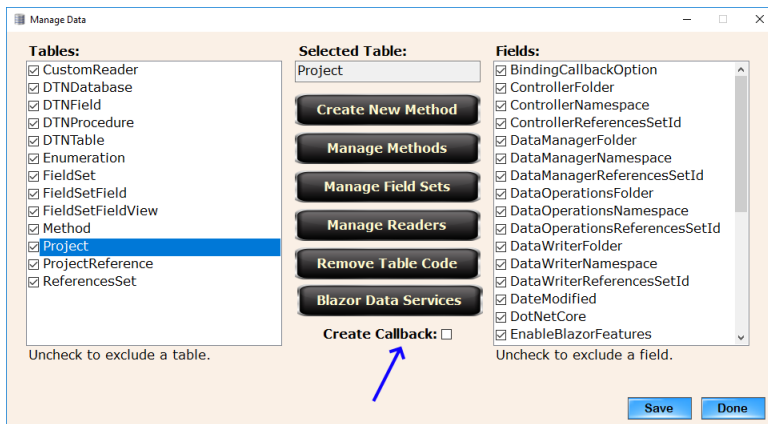 Manage Data
Tables:
CustomReader
DTNDatabase
DTNField
DTNProcedure
DTNTable
Enumeration
FieldSet
FieldSetField
FieldSetFieldView
Method
Project
ProjectReference
ReferencesSet
Uncheck to exclude a table.
Selected Table:
Project
Create New Method
Manage Methods
Manage Field Sets
Manage Readers
Remove Table Code
Blazor Data Services
Create Callback:
Fields:
BindingCallbackOption
ControllerFolder
ControllerNamespace
ControllerReferencesSetId
DataManagerFolder
DataManagerNamespace
DataManagerReferencesSetId
DataOperationsFolder
DataOperationsNamespace
DataOperationsReferencesSetId
DataWriterFolder
DataWriterNamespace
DataWriterReferencesSetId
DateModified
DotNetCore
EnableBlazorFeatures
Uncheck to exclude a field.
Save
Done